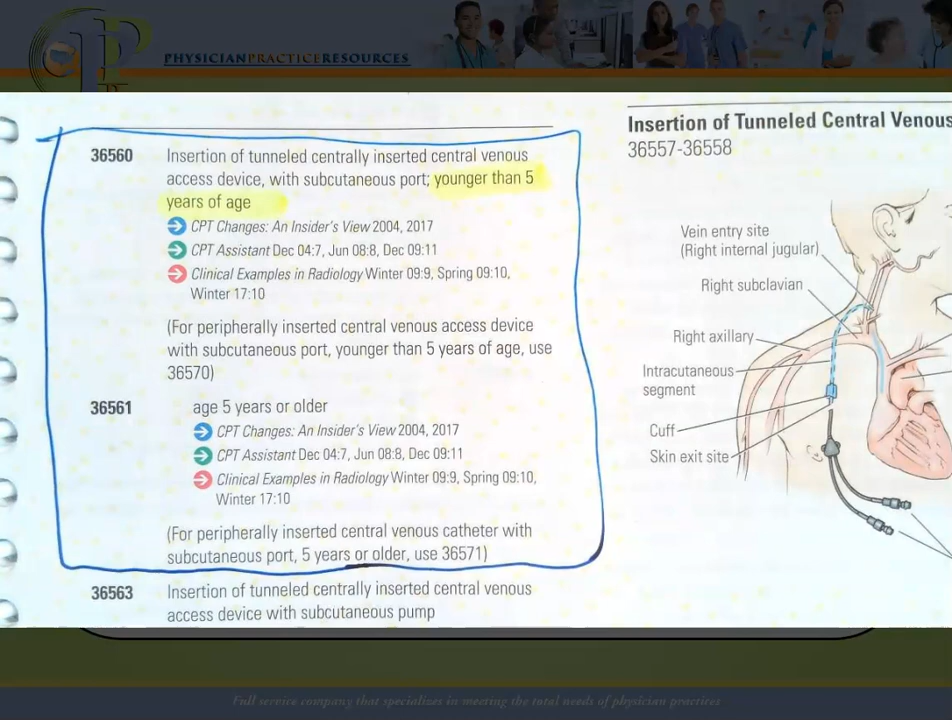 PHYSICIANPRACTICERESOURCES
36560 Insertion of tunneled centrally inserted central venous
access device, with subcutaneous port; younger than 5
years of age
CPT Changes: An Insider's View 2004, 2017
CPT Assistant Dec 04:7, Jun 08:8, Dec 09:11
Clinical Examples in Radiology Winter 09:9, Spring 09:10,
Winter 17:10
(For peripherally inserted central venous access device
with subcutaneous port, younger than 5 years of age, use
36570)
36561 age 5 years or older
CPT Changes: An Insider's View 2004, 2017
CPT Assistant Dec 04:7, Jun 08:8, Dec 09:11
Clinical Examples in Radiology Winter 09:9, Spring 09:10,
Winter 17:10
(For peripherally inserted central venous catheter with
subcutaneous port, 5 years or older, use 36571)
36563 Insertion of tunneled centrally inserted central venous
access device with subcutaneous pump
Insertion of Tunneled Central Venous
36557-36558
Vein entry site
(Right internal jugular)
Right subclavian
Right axillary
Intracutaneous
segment
Cuff
Skin exit site
Full service company that specializes in meeting the total needs of physician practices